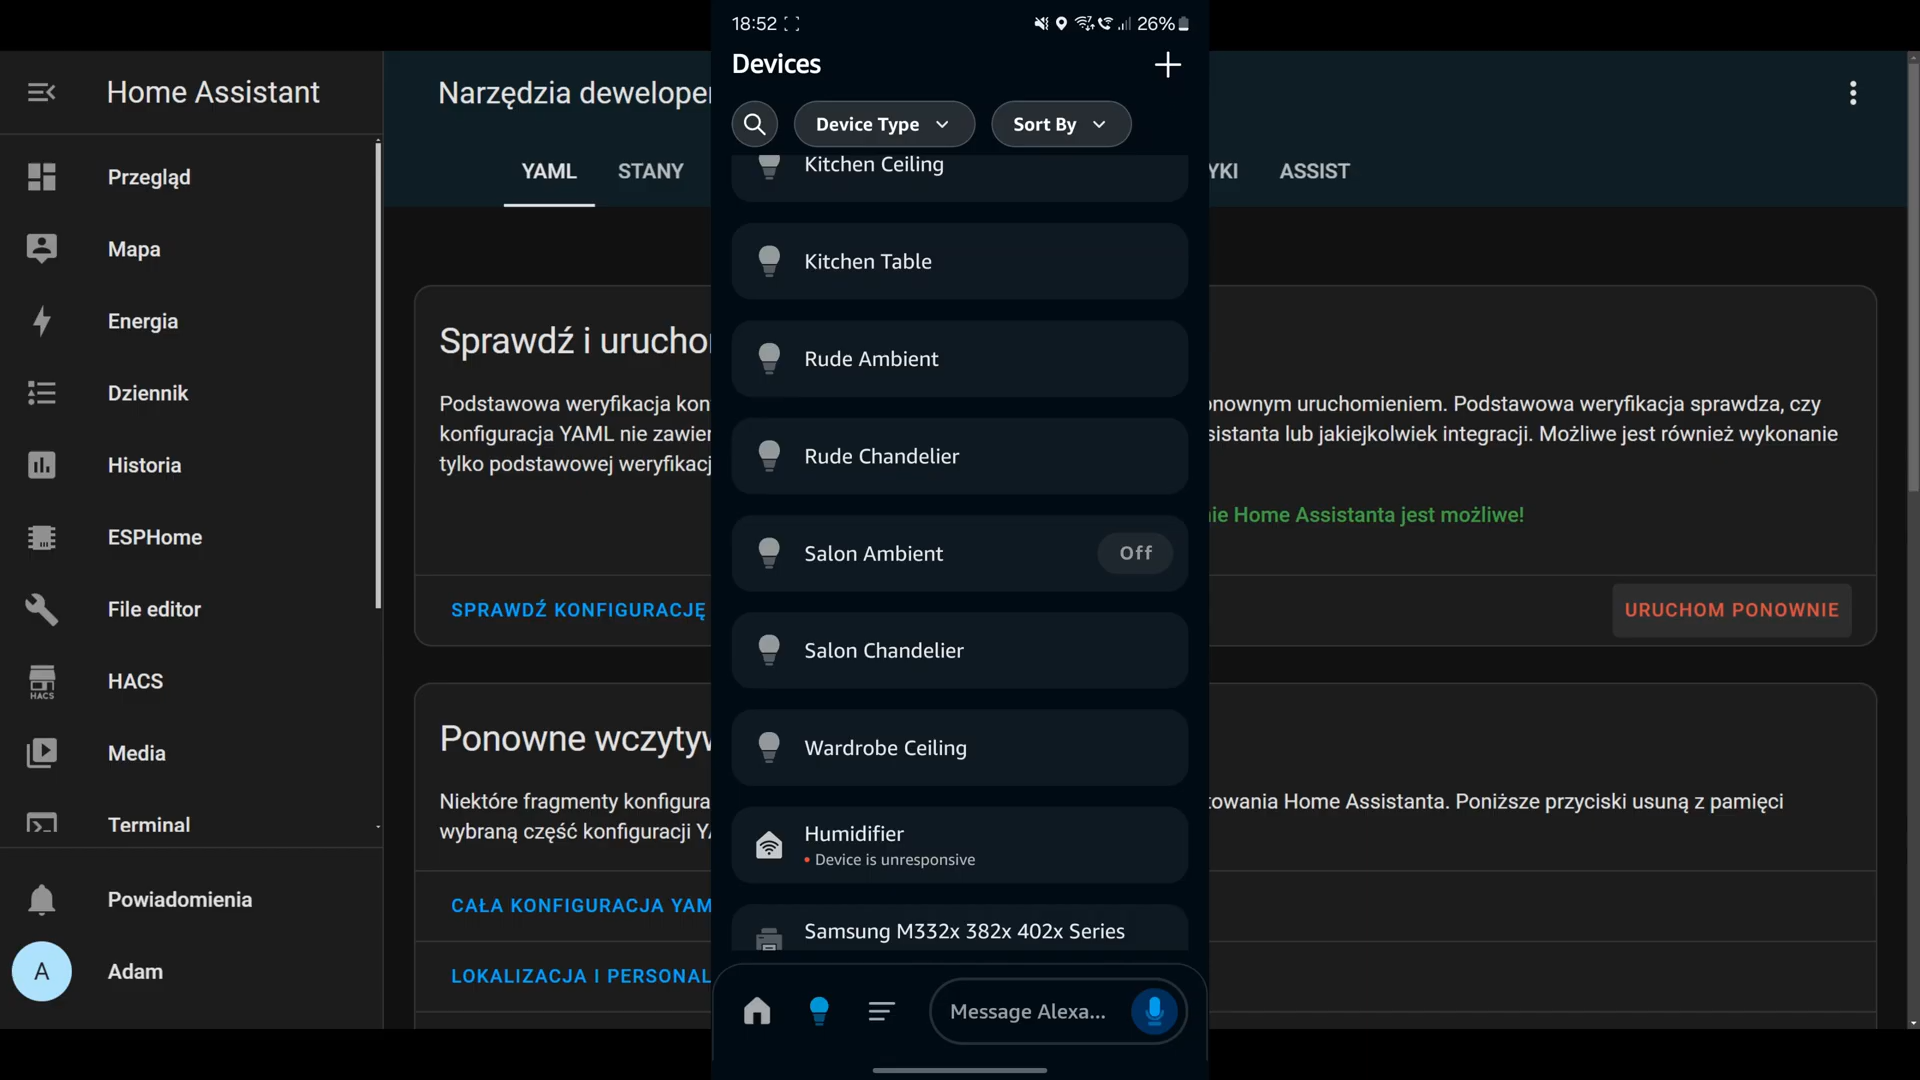 18:52
26%
Devices
Device Type
Sort By
Kitchen Ceiling
Kitchen Table
Rude Ambient
Rude Chandelier
Salon Ambient
Off
Salon Chandelier
Wardrobe Ceiling
Humidifier
Device is unresponsive
Samsung M332x 382x 402x Series
Message Alexa...
Home Assistant
Przegląd
Mapa
Energia
Dziennik
Historia
ESPHome
File editor
HACS
HACS
Media
Terminal
Powiadomienia
A
Adam
Narzędzia dewelope
YAML
STANY
YKI
ASSIST
Sprawdź i urucho
Podstawowa weryfikacja kon
onownym uruchomieniem. Podstawowa weryfikacja sprawdza, czy
konfiguracja YAML nie zawier
sistanta lub jakiejkolwiek integracji. Możliwe jest również wykonanie
tylko podstawowej weryfikacj
ie Home Assistanta jest możliwe!
SPRAWDŹ KONFIGURACJĘ
URUCHOM PONOWNIE
Ponowne wczytyw
Niektóre fragmenty konfigura
kowania Home Assistanta. Poniższe przyciski usuną z pamięci
wybraną część konfiguracji YA
CAŁA KONFIGURACJA YAM
LOKALIZACJA I PERSONAL